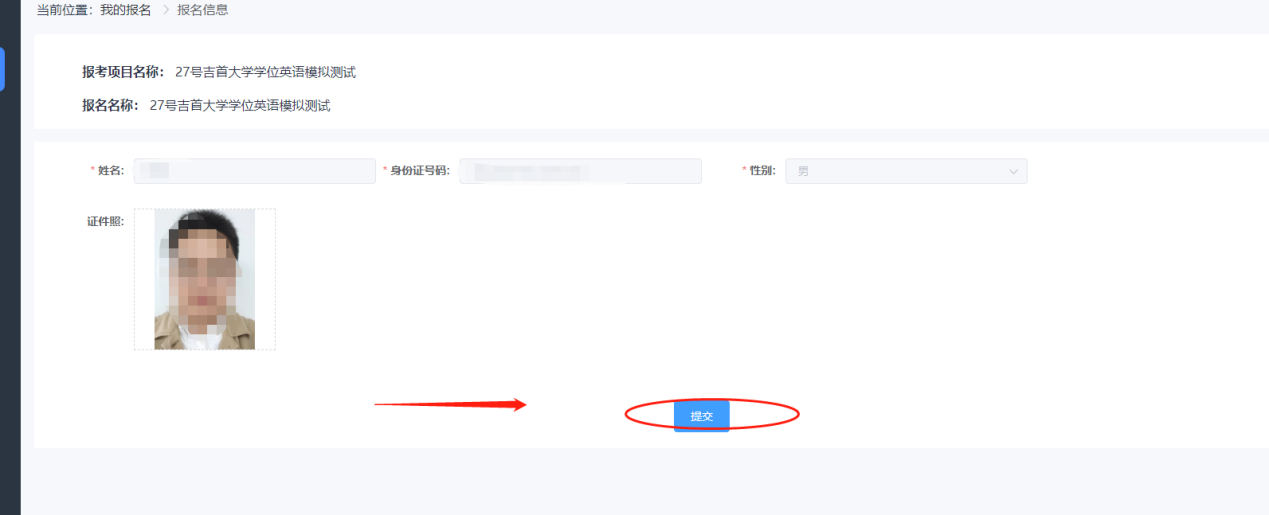 当前位置：我的报名 > 报名信息
报考项目名称： 27号吉首大学学位英语模拟测试
报名名称： 27号吉首大学学位英语模拟测试
* 姓名： * 身份证号码： * 性别： 男
证件照：
提交